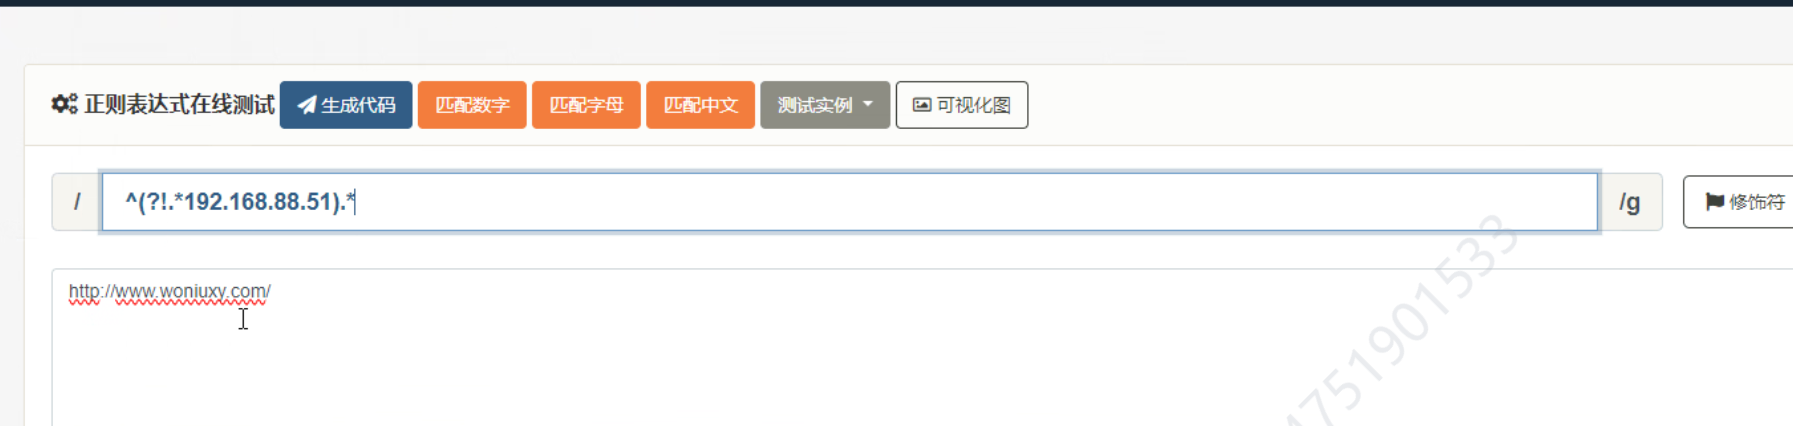 正则表达式在线测试 生成代码 匹配数字 匹配字母 匹配中文 测试实例 可视化图
/ ^(?!.*192.168.88.51).* /g 修饰符
http://www.woniuxy.com/
4751901533